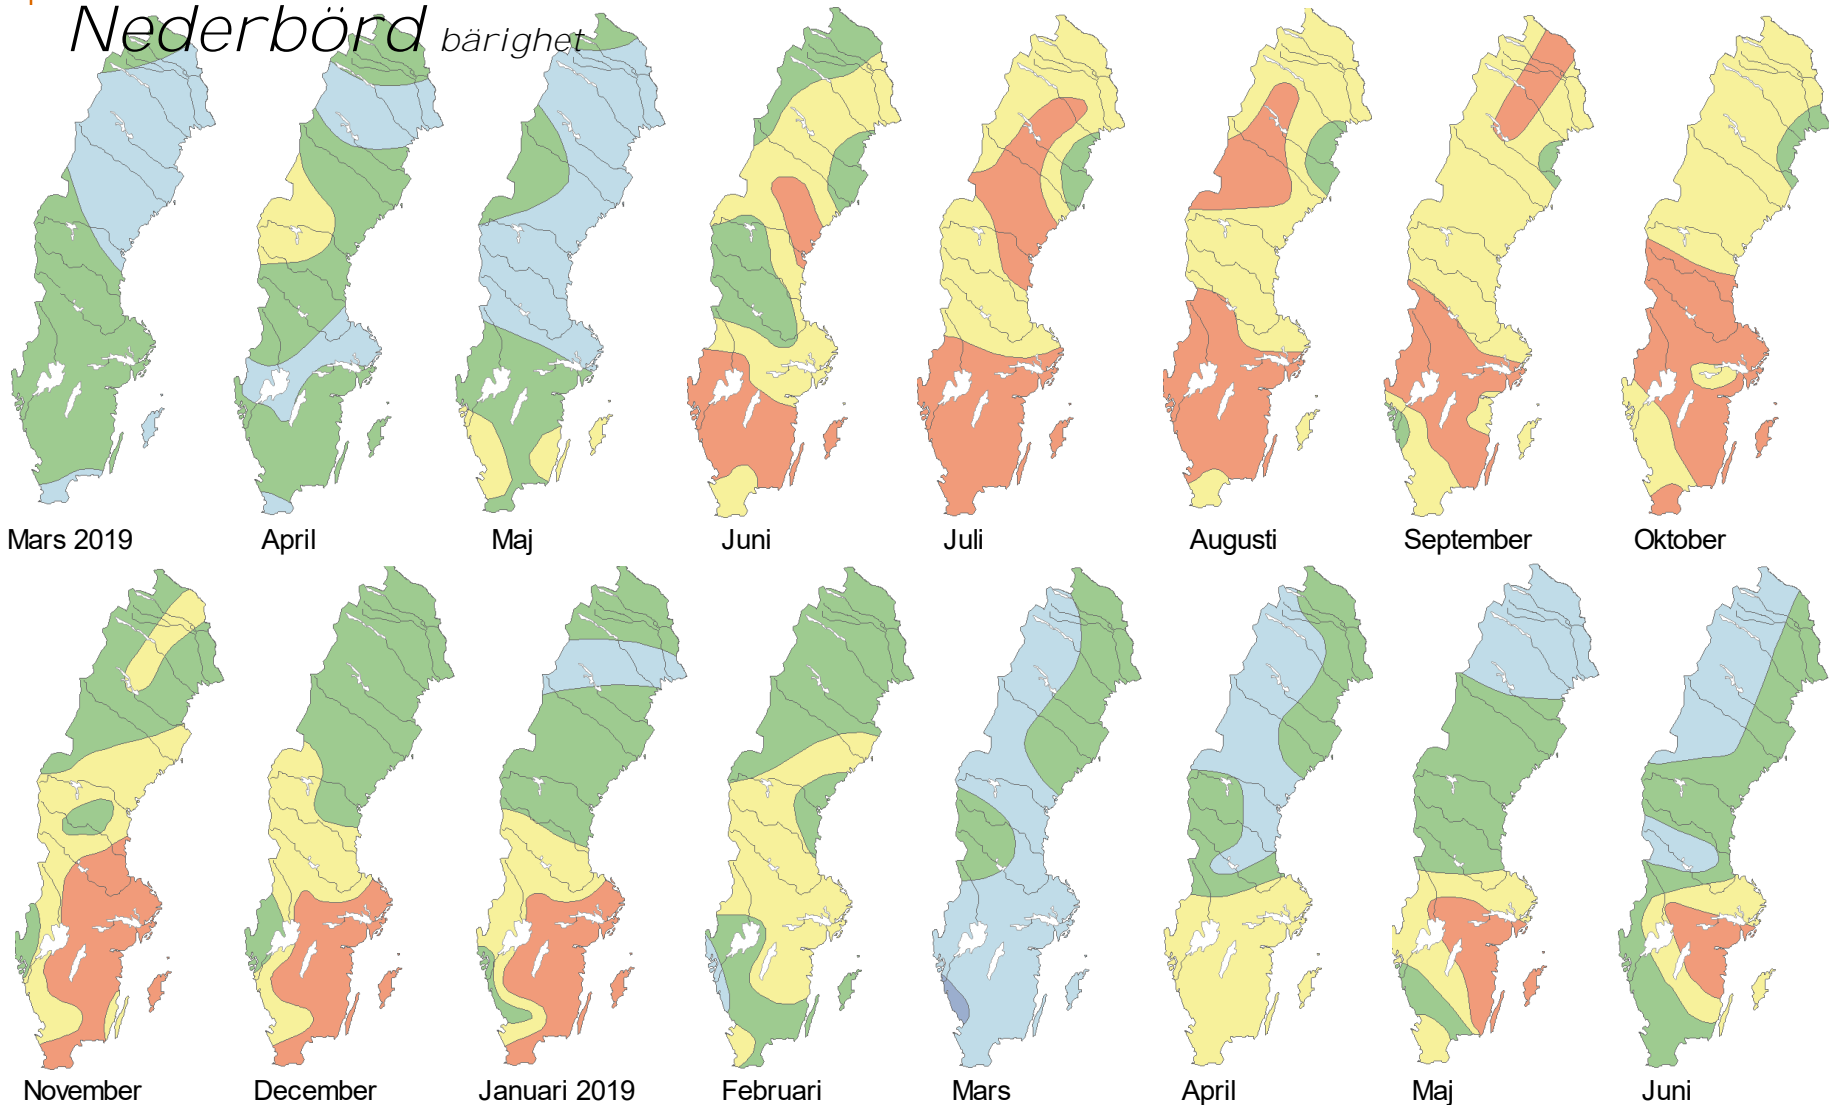 Nederbörd bärighet
Mars 2019 April Maj Juni Juli Augusti September Oktober
November December Januari 2019 Februari Mars April Maj Juni